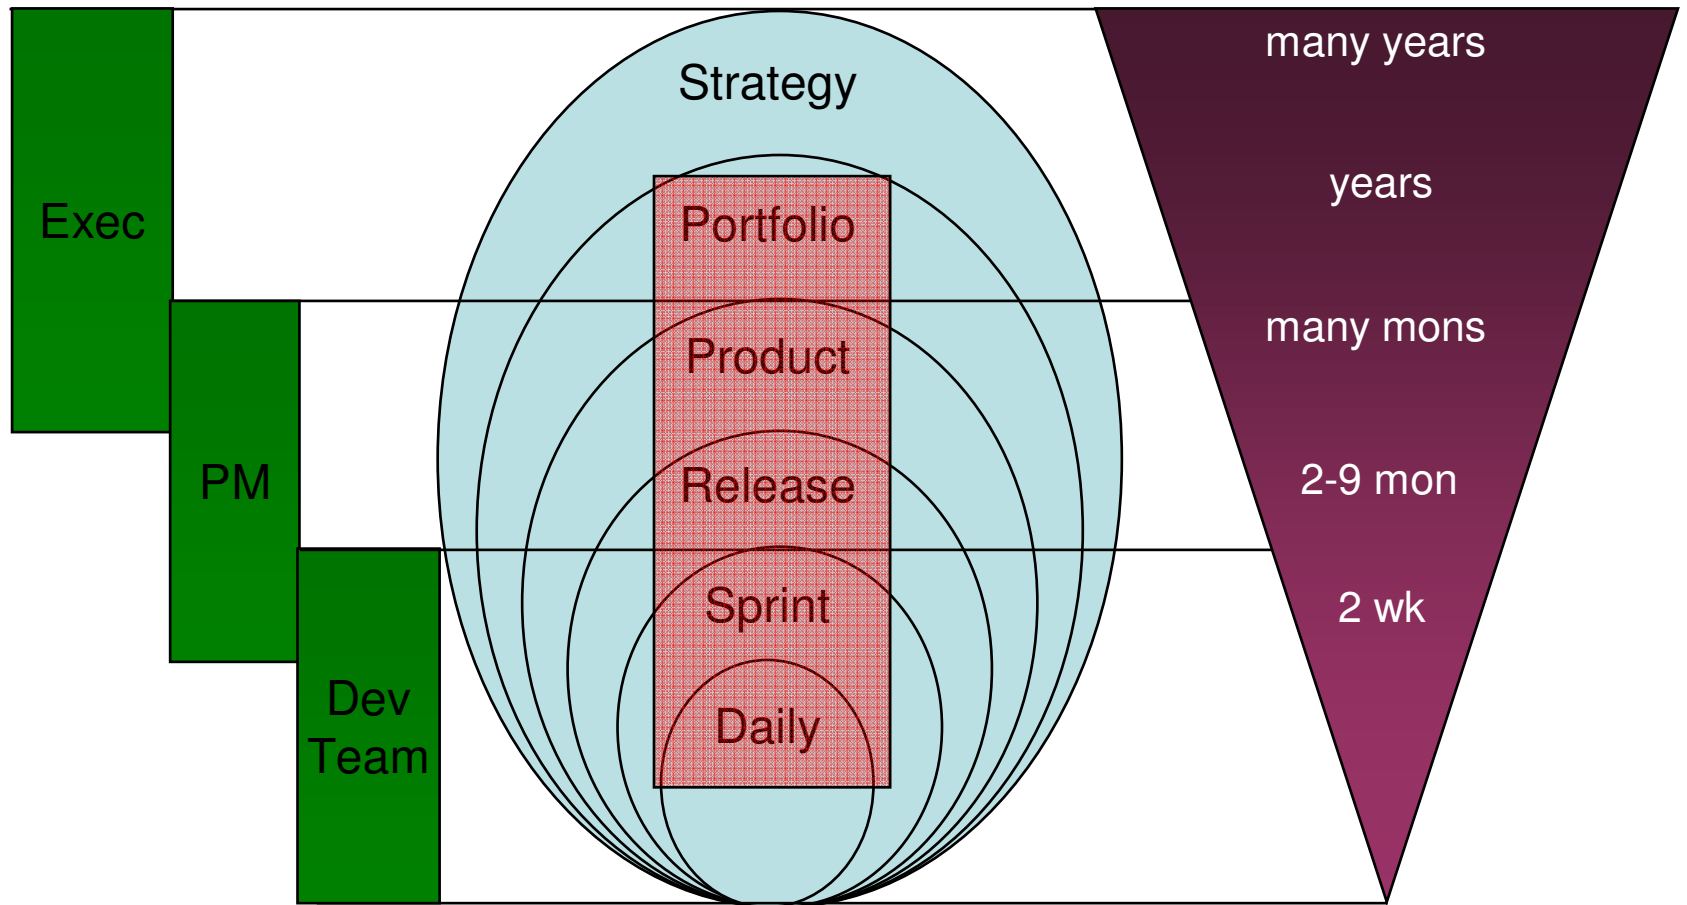 Exec
PM
Dev
Team
Strategy
Portfolio
Product
Release
Sprint
Daily
many years
years
many mons
2-9 mon
2 wk